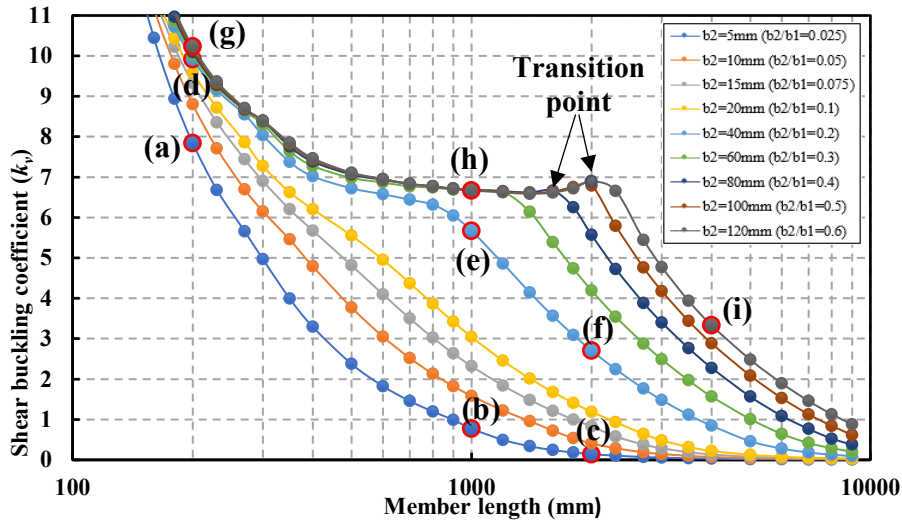 11
10
9
8
7
6
5
4
3
2
1
0
Shear buckling coefficient (kv)
100
1000
10000
Member length (mm)
(a)
(b)
(c)
(d)
(e)
(f)
(g)
(h)
(i)
Transition
point
b2=5mm (b2/b1=0.025)
b2=10mm (b2/b1=0.05)
b2=15mm (b2/b1=0.075)
b2=20mm (b2/b1=0.1)
b2=40mm (b2/b1=0.2)
b2=60mm (b2/b1=0.3)
b2=80mm (b2/b1=0.4)
b2=100mm (b2/b1=0.5)
b2=120mm (b2/b1=0.6)